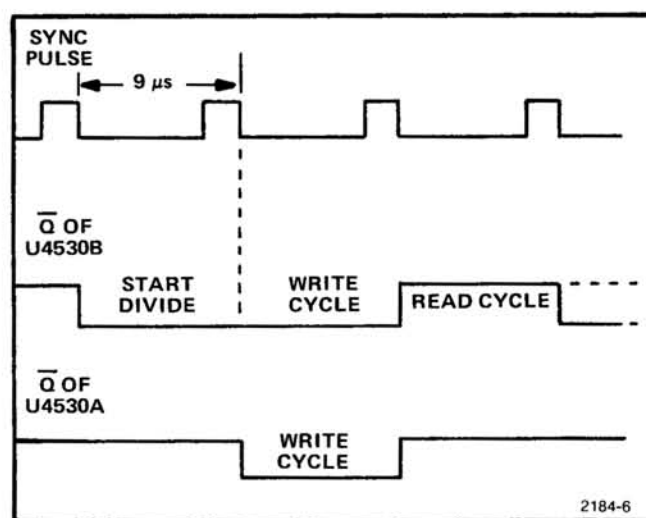 SYNC
PULSE
9 μs
Q̅ OF
U4530B
START
DIVIDE
WRITE
CYCLE
READ CYCLE
Q̅ OF
U4530A
WRITE
CYCLE
2184-6